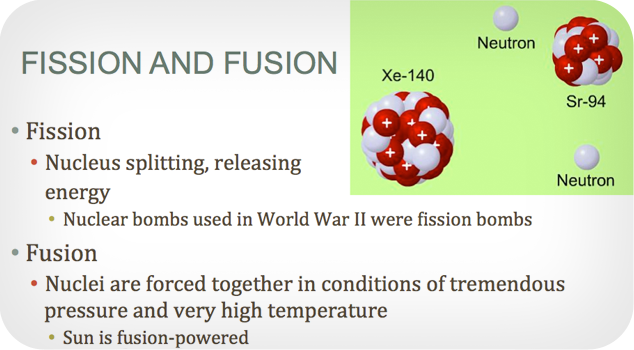 FISSION AND FUSION
Neutron
Xe-140
Sr-94
Neutron
• Fission
• Nucleus splitting, releasing
energy
• Nuclear bombs used in World War II were fission bombs
• Fusion
• Nuclei are forced together in conditions of tremendous
pressure and very high temperature
• Sun is fusion-powered